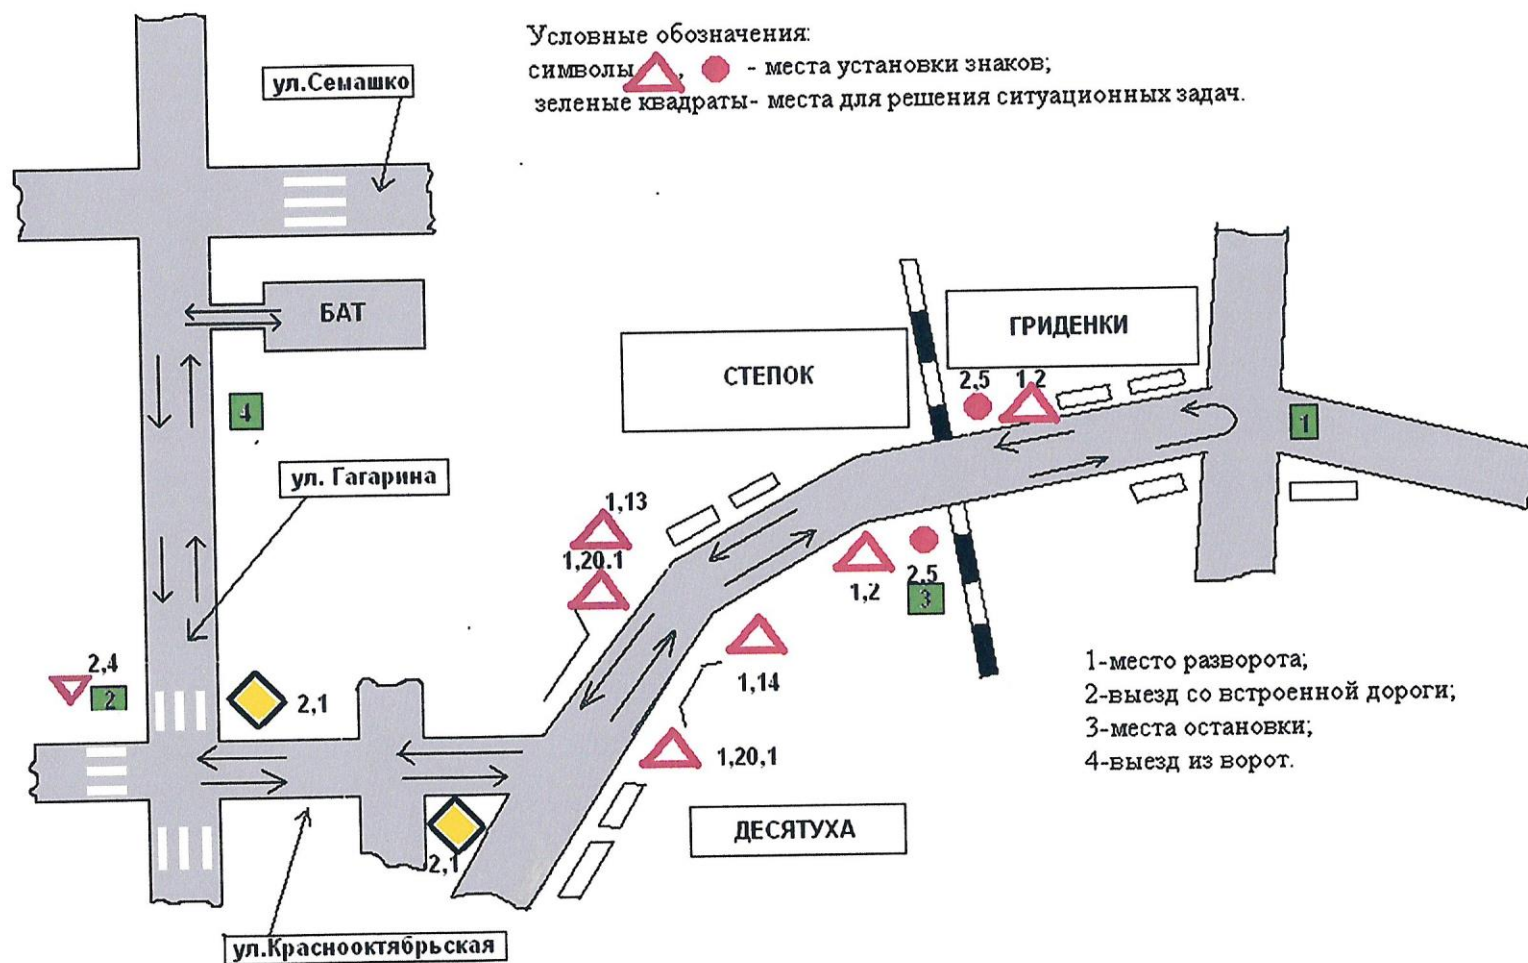 Условные обозначения:
символы , - места установки знаков;
зеленые квадраты- места для решения ситуационных задач.
ул.Семашко
БАТ
ГРИДЕНКИ
СТЕПОК
2,5
1,2
4
1
ул. Гагарина
1,13
1,20.1
1,2
2,5
3
2,4
2
2,1
1,14
1,20,1
1-место разворота;
2-выезд со встроенной дороги;
3-места остановки;
4-выезд из ворот.
ДЕСЯТУХА
2,1
ул.Краснооктябрьская